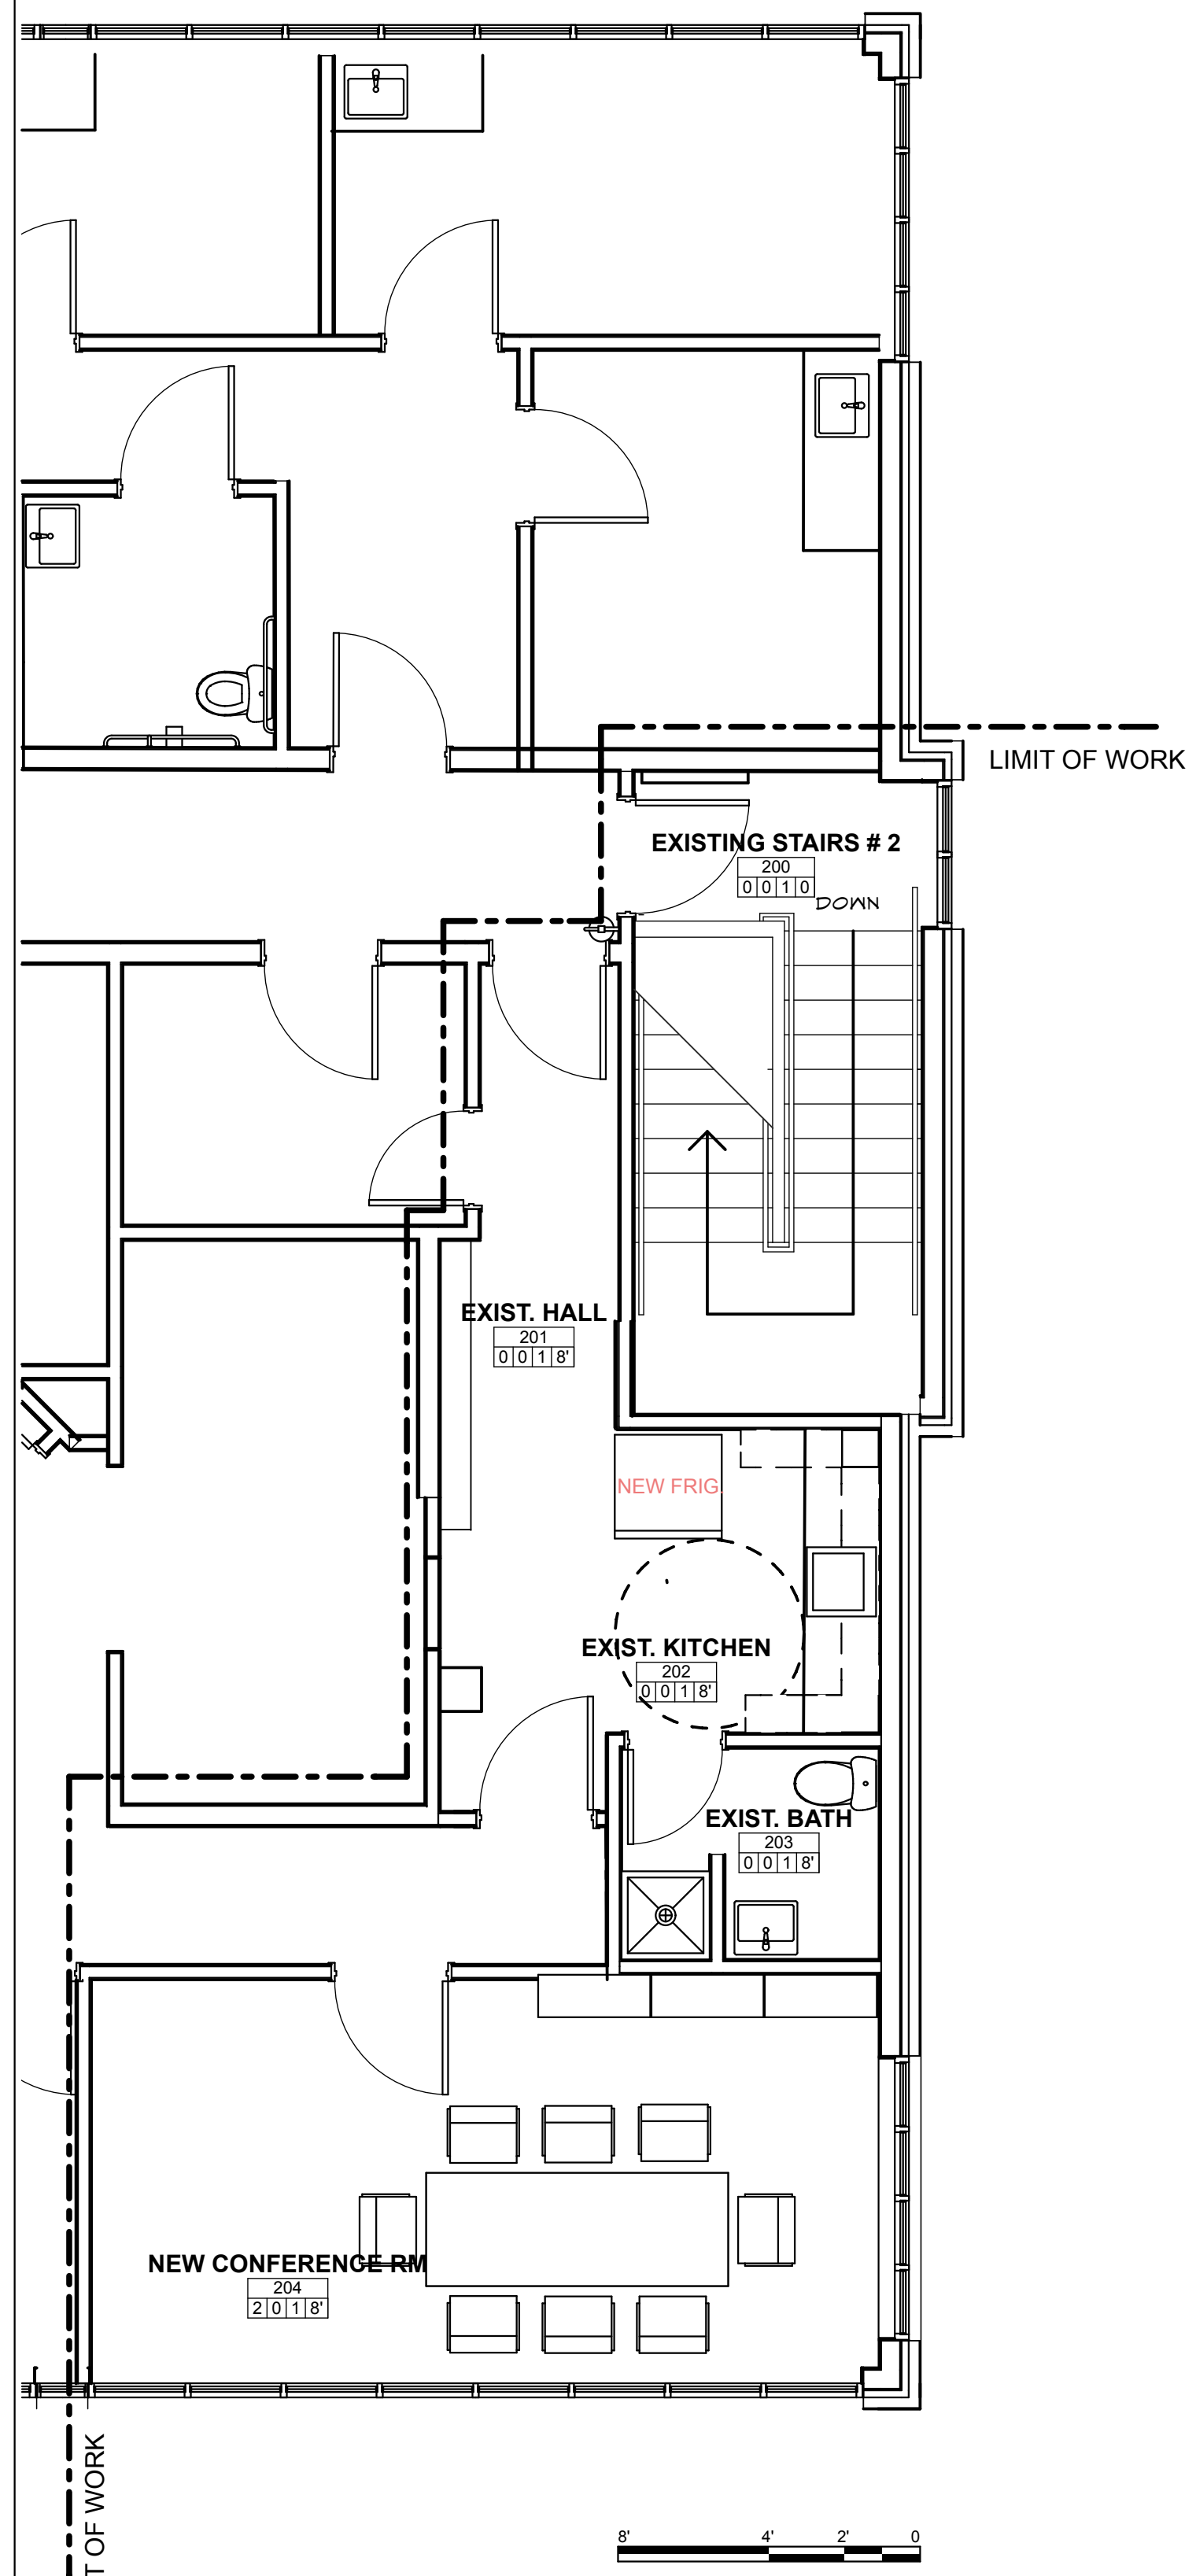 LIMIT OF WORK
EXISTING STAIRS # 2
200
0 0 1 0
DOWN
EXIST. HALL
201
0 0 1 8'
NEW FRIG.
EXIST. KITCHEN
202
0 0 1 8'
EXIST. BATH
203
0 0 1 8'
NEW CONFERENCE RM
204
2 0 1 8'
T OF WORK
8' 4' 2' 0